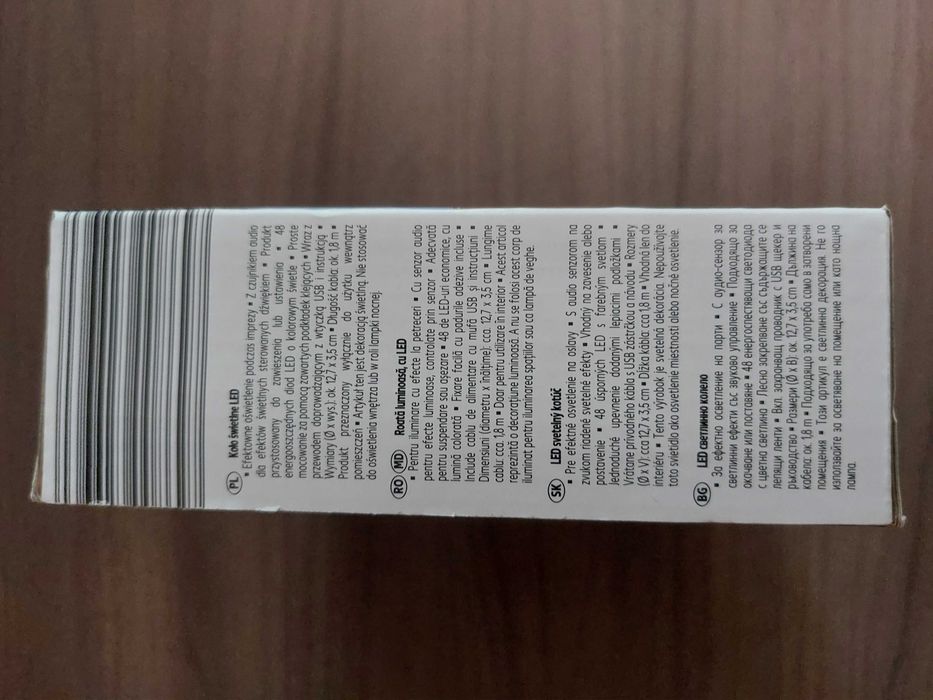 PL Koło świetlne LED
▪ Efektowne oświetlenie podczas imprezy ▪ Z czujnikiem audio
dla efektów świetlnych sterowanych dźwiękiem ▪ Produkt
przystosowany do zawieszenia lub ustawienia ▪ 48
energooszczędnych diod LED o kolorowym świetle ▪ Proste
mocowanie za pomocą zawartych podkładek klejących ▪ Wraz z
przewodem doprowadzającym z wtyczką USB i instrukcją ▪
Wymiary (Ø x wys.): ok. 12,7 x 3,5 cm ▪ Długość kabla: ok. 1,8 m ▪
Produkt przeznaczony wyłącznie do użytku wewnątrz
pomieszczeń ▪ Artykuł ten jest dekoracją świetlną. Nie stosować
do oświetlenia wnętrza lub w roli lampki nocnej.
RO MD Roată luminoasă, cu LED
▪ Pentru iluminare cu efecte la petreceri ▪ Cu senzor audio
pentru efecte luminoase, controlate prin senzor ▪ Adecvată
pentru suspendare sau așezare ▪ 48 de LED-uri economice, cu
lumină colorată ▪ Fixare facilă cu padurile adezive incluse ▪
Include cablu de alimentare cu mufă USB și instrucțiuni ▪
Dimensiuni (diametru x înălțime): cca. 12,7 x 3,5 cm ▪ Lungime
cablu: cca. 1,8 m ▪ Doar pentru utilizare în interior ▪ Acest articol
reprezintă o decorațiune luminoasă. A nu se folosi acest corp de
iluminat pentru iluminarea spațiilor sau ca lampă de veghe.
SK LED svetelný kotúč
▪ Pre efektné osvetlenie na oslavy ▪ S audio senzorom na
zvukom riadené svetelné efekty ▪ Vhodný na zavesenie alebo
postavenie ▪ 48 úsporných LED s farebným svetlom ▪
Jednoduché upevnenie dodanými lepiacimi podložkami ▪
Vrátane prívodného kábla s USB zástrčkou a návodu ▪ Rozmery
(Ø x V): cca 12,7 x 3,5 cm ▪ Dĺžka kábla: cca 1,8 m ▪ Vhodná len do
interiéru ▪ Tento výrobok je svetelná dekorácia. Nepoužívajte
toto svietidlo ako osvetlenie miestnosti alebo nočné osvetlenie.
BG LED светлинно колело
▪ За ефектно осветление на парти ▪ С аудио-сензор за
светлинни ефекти със звуково управление ▪ Подходящо за
окачване или поставяне ▪ 48 енергоспестяващи светодиода
с цветно светлинно ▪ Лесно закрепване със съдържащите се
лепящи ленти ▪ Вкл. захранващ проводник с USB щекер и
ръководство ▪ Размери (Ø x В): ок. 12,7 x 3,5 cm ▪ Дължина на
кабела: ок. 1,8 m ▪ Подходящо за употреба само в затворени
помещения ▪ Този артикул е светлинна декорация. Не го
използвайте за осветяване на помещение или като нощна
лампа.